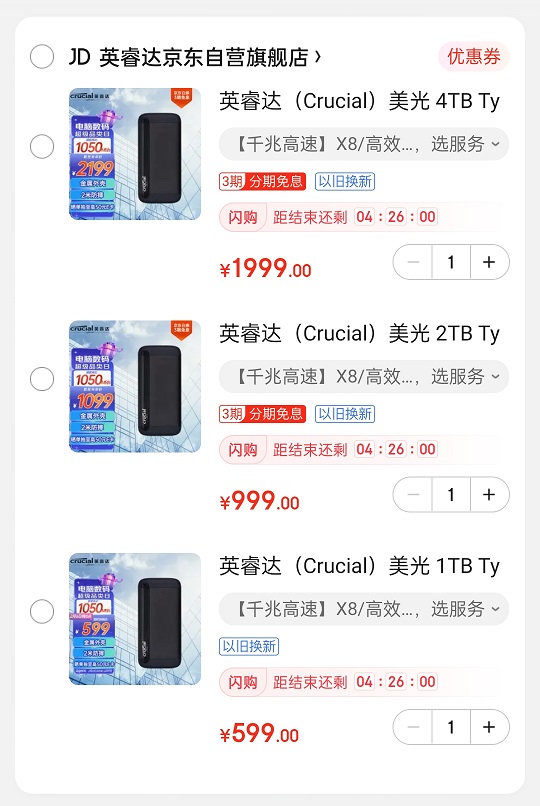 JD 英睿达京东自营旗舰店 ›
优惠券
crucial 英睿达
电脑数码
超级品类日
1050MB/s
¥2199
金属外壳
2米防摔
英睿达（Crucial）美光 4TB Ty
【千兆高速】X8/高效...，选服务
3期 分期免息 以旧换新
闪购 距结束还剩 04 : 26 : 00
¥1999.00
1
crucial 英睿达
电脑数码
超级品类日
1050MB/s
¥1099
金属外壳
2米防摔
英睿达（Crucial）美光 2TB Ty
【千兆高速】X8/高效...，选服务
3期 分期免息 以旧换新
闪购 距结束还剩 04 : 26 : 00
¥999.00
1
crucial 英睿达
电脑数码
超级品类日
1050MB/s
¥599
金属外壳
2米防摔
英睿达（Crucial）美光 1TB Ty
【千兆高速】X8/高效...，选服务
以旧换新
闪购 距结束还剩 04 : 26 : 00
¥599.00
1